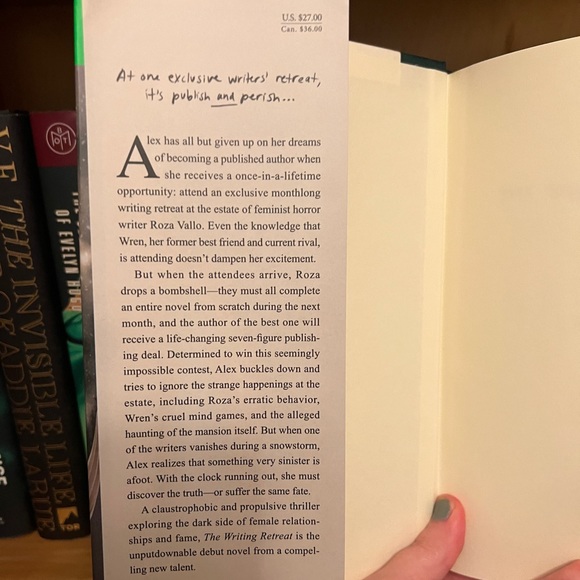 U.S. $27.00
Can. $36.00
At one exclusive writers' retreat,
it's publish and perish...
Alex has all but given up on her dreams
of becoming a published author when
she receives a once-in-a-lifetime
opportunity: attend an exclusive monthlong
writing retreat at the estate of feminist horror
writer Roza Vallo. Even the knowledge that
Wren, her former best friend and current rival,
is attending doesn't dampen her excitement.
But when the attendees arrive, Roza
drops a bombshell—they must all complete
an entire novel from scratch during the next
month, and the author of the best one will
receive a life-changing seven-figure publish-
ing deal. Determined to win this seemingly
impossible contest, Alex buckles down and
tries to ignore the strange happenings at the
estate, including Roza's erratic behavior,
Wren's cruel mind games, and the alleged
haunting of the mansion itself. But when one
of the writers vanishes during a snowstorm,
Alex realizes that something very sinister is
afoot. With the clock running out, she must
discover the truth—or suffer the same fate.
A claustrophobic and propulsive thriller
exploring the dark side of female relation-
ships and fame, The Writing Retreat is the
unputdownable debut novel from a compel-
ling new talent.
THE INVISIBLE LIFE
TOR
OF EVELYN